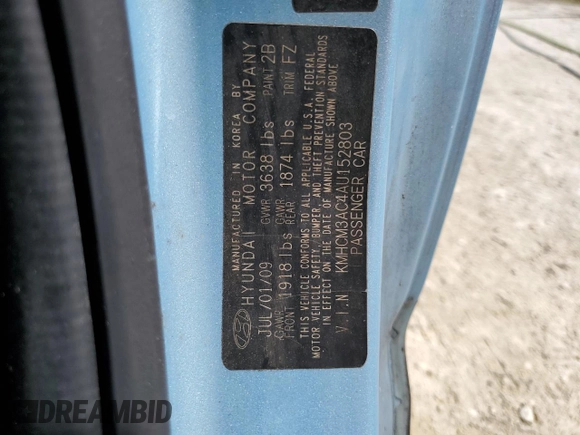 MANUFACTURED IN KOREA BY
HYUNDAI MOTOR COMPANY
JUL/01/09 GVWR 3638 lbs PAINT 2B
GAWR FRONT 1918 lbs GAWR REAR 1874 lbs TRIM FZ
THIS VEHICLE CONFORMS TO ALL APPLICABLE U.S.A. FEDERAL
MOTOR VEHICLE SAFETY, BUMPER, AND THEFT PREVENTION STANDARDS
IN EFFECT ON THE DATE OF MANUFACTURE SHOWN ABOVE
V.I.N KMHCM3AC4AU152803
PASSENGER CAR
DREAMBID